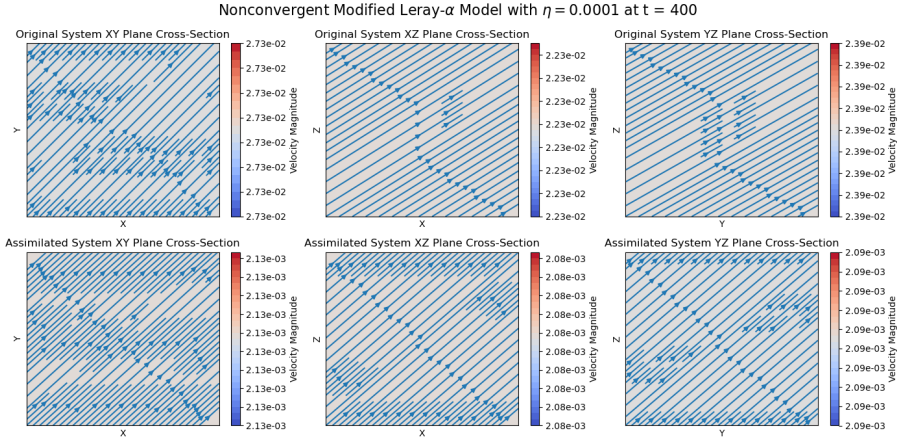 Nonconvergent Modified Leray-α Model with η = 0.0001 at t = 400
Original System XY Plane Cross-Section
Y
X
2.73e-02
2.73e-02
2.73e-02
2.73e-02
2.73e-02
2.73e-02
2.73e-02
2.73e-02
Velocity Magnitude
Original System XZ Plane Cross-Section
Z
X
2.23e-02
2.23e-02
2.23e-02
2.23e-02
2.23e-02
2.23e-02
2.23e-02
Velocity Magnitude
Original System YZ Plane Cross-Section
Z
Y
2.39e-02
2.39e-02
2.39e-02
2.39e-02
2.39e-02
2.39e-02
2.39e-02
2.39e-02
Velocity Magnitude
Assimilated System XY Plane Cross-Section
Y
X
2.13e-03
2.13e-03
2.13e-03
2.13e-03
2.13e-03
2.13e-03
2.13e-03
Velocity Magnitude
Assimilated System XZ Plane Cross-Section
Z
X
2.08e-03
2.08e-03
2.08e-03
2.08e-03
2.08e-03
2.08e-03
2.08e-03
2.08e-03
Velocity Magnitude
Assimilated System YZ Plane Cross-Section
Z
Y
2.09e-03
2.09e-03
2.09e-03
2.09e-03
2.09e-03
2.09e-03
2.09e-03
2.09e-03
Velocity Magnitude